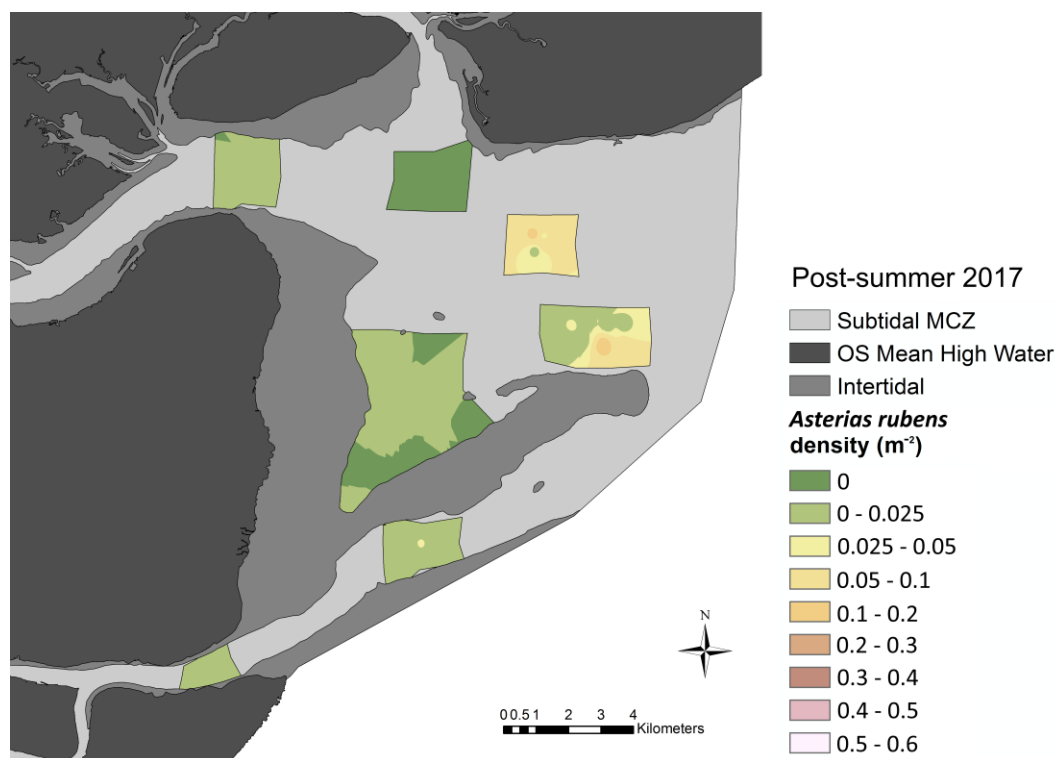 Post-summer 2017
Subtidal MCZ
OS Mean High Water
Intertidal
Asterias rubens
density (m⁻²)
0
0 - 0.025
0.025 - 0.05
0.05 - 0.1
0.1 - 0.2
0.2 - 0.3
0.3 - 0.4
0.4 - 0.5
0.5 - 0.6
N
0 0.5 1 2 3 4
Kilometers